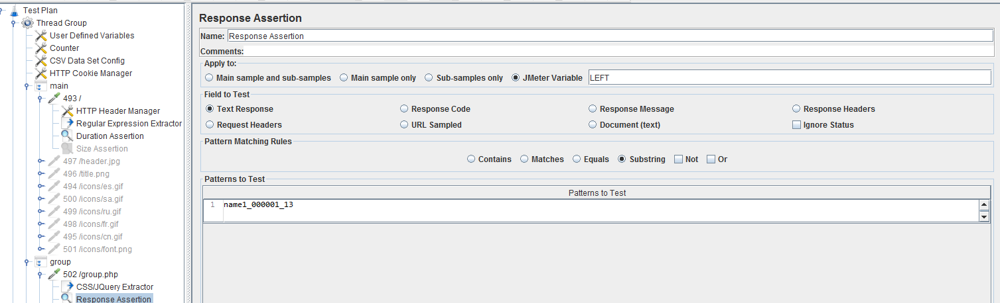 Test Plan
Thread Group
User Defined Variables
Counter
CSV Data Set Config
HTTP Cookie Manager
main
493 /
HTTP Header Manager
Regular Expression Extractor
Duration Assertion
Size Assertion
497 /header.jpg
496 /title.png
494 /icons/es.gif
500 /icons/sa.gif
499 /icons/ru.gif
498 /icons/fr.gif
495 /icons/cn.gif
501 /icons/font.png
group
502 /group.php
CSS/JQuery Extractor
Response Assertion
Response Assertion
Name: Response Assertion
Comments:
Apply to:
Main sample and sub-samples Main sample only Sub-samples only JMeter Variable LEFT
Field to Test
Text Response Response Code Response Message Response Headers
Request Headers URL Sampled Document (text) Ignore Status
Pattern Matching Rules
Contains Matches Equals Substring Not Or
Patterns to Test
Patterns to Test
1 name1_000001_13